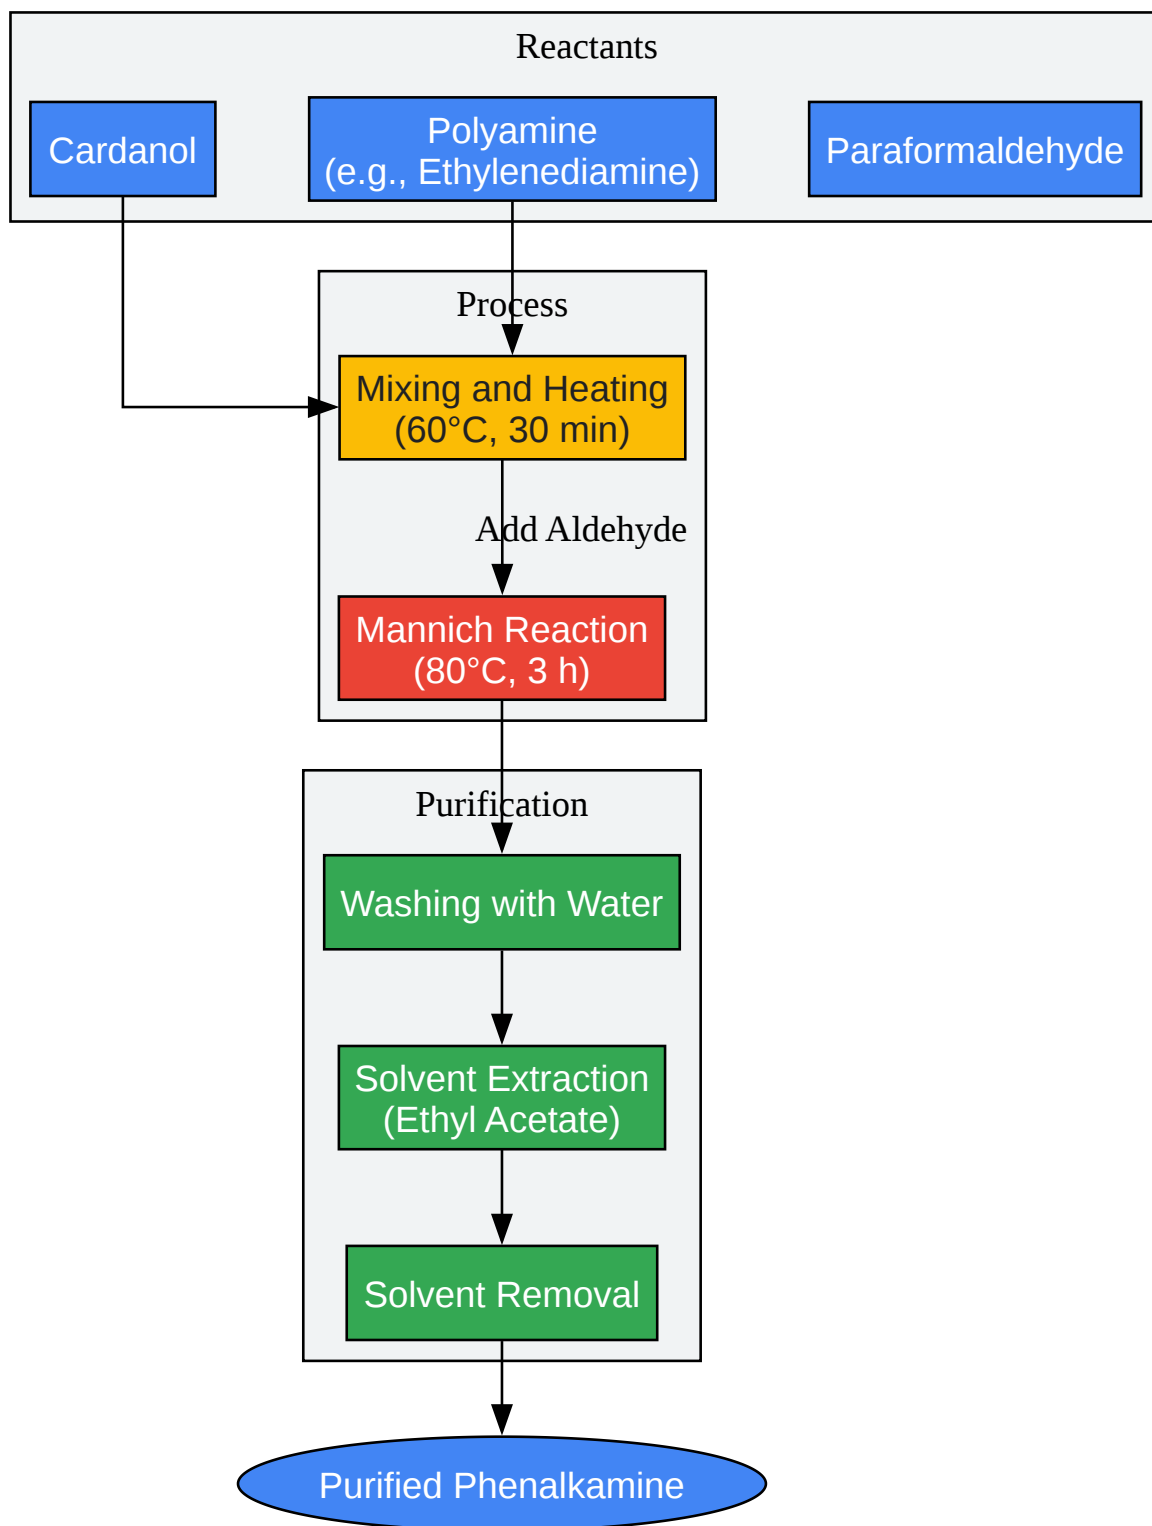 Reactants
Cardanol
Polyamine
(e.g., Ethylenediamine)
Paraformaldehyde
Process
Mixing and Heating
(60°C, 30 min)
Add Aldehyde
Mannich Reaction
(80°C, 3 h)
Purification
Washing with Water
Solvent Extraction
(Ethyl Acetate)
Solvent Removal
Purified Phenalkamine